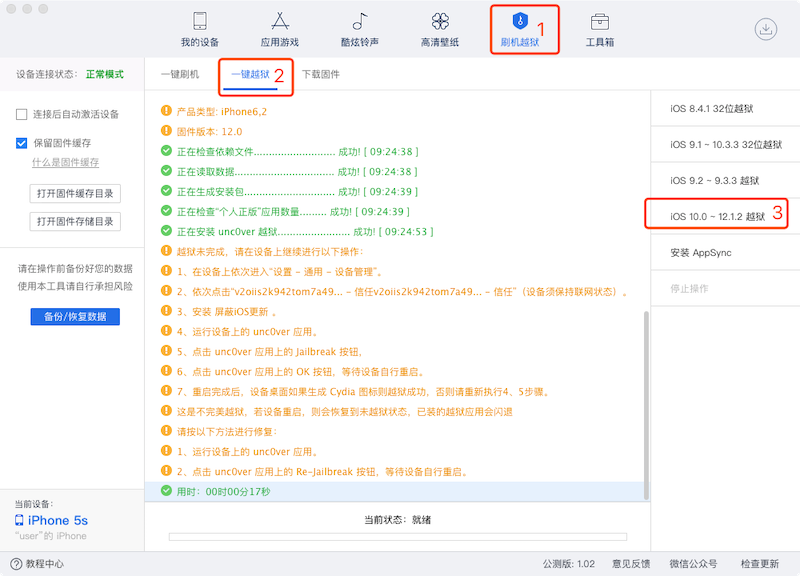 我的设备
应用游戏
酷炫铃声
高清壁纸
刷机越狱
1
工具箱
设备连接状态：正常模式
一键刷机
一键越狱
2
下载固件
连接后自动激活设备
保留固件缓存
什么是固件缓存
打开固件缓存目录
打开固件存储目录
请在操作前备份好您的数据
使用本工具请自行承担风险
备份/恢复数据
产品类型: iPhone6,2
固件版本: 12.0
正在检查依赖文件.......................... 成功! [ 09:24:38 ]
正在读取数据................................ 成功! [ 09:24:38 ]
正在生成安装包............................. 成功! [ 09:24:39 ]
正在检查“个人正版”应用数量......... 成功! [ 09:24:39 ]
正在安装 unc0ver 越狱....................... 成功! [ 09:24:53 ]
越狱未完成，请在设备上继续进行以下操作:
1、在设备上依次进入“设置 - 通用 - 设备管理”。
2、依次点击“v2oiis2k942tom7a49... - 信任v2oiis2k942tom7a49... - 信任”（设备须保持联网状态）。
3、安装 屏蔽iOS更新 。
4、运行设备上的 unc0ver 应用。
5、点击 unc0ver 应用上的 Jailbreak 按钮，
6、点击 unc0ver 应用上的 OK 按钮，等待设备自行重启。
7、重启完成后，设备桌面如果生成 Cydia 图标则越狱成功，否则请重新执行4、5步骤。
这是不完美越狱，若设备重启，则会恢复到未越狱状态，已装的越狱应用会闪退
请按以下方法进行修复：
1、运行设备上的 unc0ver 应用。
2、点击 unc0ver 应用上的 Re-Jailbreak 按钮，等待设备自行重启。
用时：00时00分17秒
当前状态：就绪
iOS 8.4.1 32位越狱
iOS 9.1 ~ 10.3.3 32位越狱
iOS 9.2 ~ 9.3.3 越狱
iOS 10.0 ~ 12.1.2 越狱
3
安装 AppSync
停止操作
当前设备:
iPhone 5s
“user”的 iPhone
教程中心
公测版: 1.02
意见反馈
微信公众号
检查更新